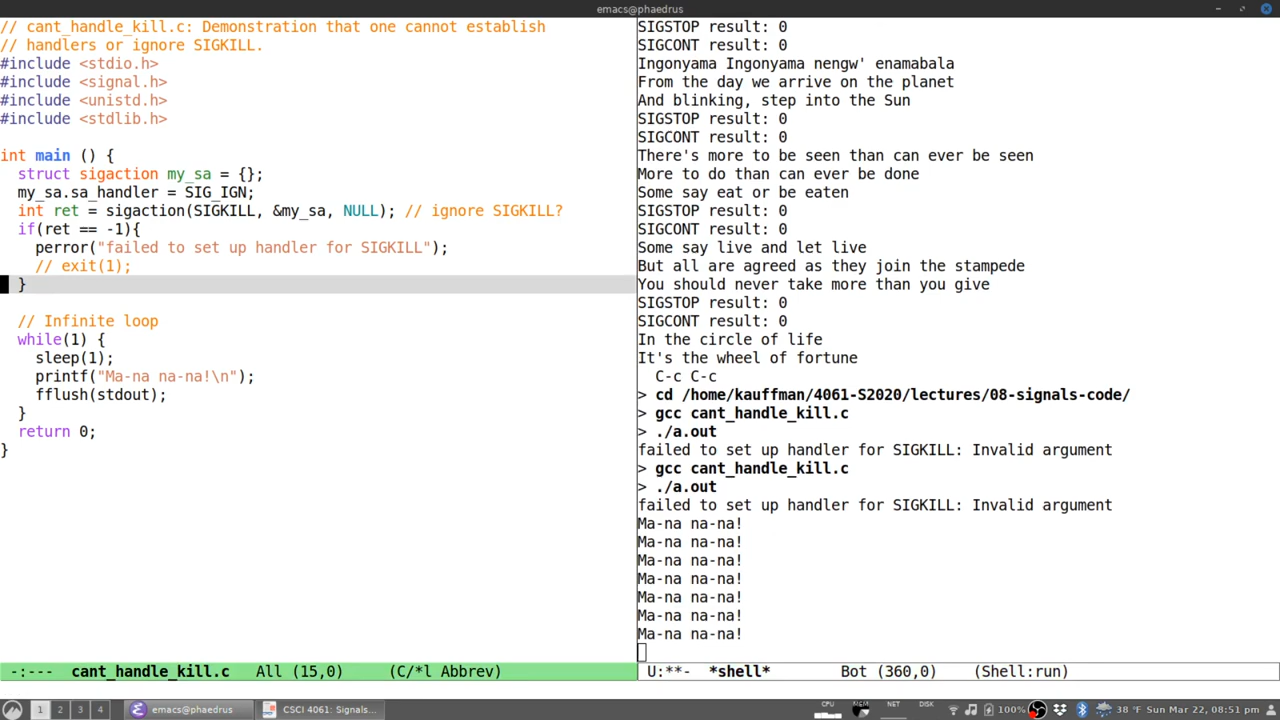 emacs@phaedrus
// cant_handle_kill.c: Demonstration that one cannot establish
// handlers or ignore SIGKILL.
#include <stdio.h>
#include <signal.h>
#include <unistd.h>
#include <stdlib.h>
int main () {
struct sigaction my_sa = {};
my_sa.sa_handler = SIG_IGN;
int ret = sigaction(SIGKILL, &my_sa, NULL); // ignore SIGKILL?
if(ret == -1){
perror("failed to set up handler for SIGKILL");
// exit(1);
}
// Infinite loop
while(1) {
sleep(1);
printf("Ma-na na-na!\n");
fflush(stdout);
}
return 0;
}
-:--- cant_handle_kill.c All (15,0) (C/*l Abbrev)
SIGSTOP result: 0
SIGCONT result: 0
Ingonyama Ingonyama nengw' enamabala
From the day we arrive on the planet
And blinking, step into the Sun
SIGSTOP result: 0
SIGCONT result: 0
There's more to be seen than can ever be seen
More to do than can ever be done
Some say eat or be eaten
SIGSTOP result: 0
SIGCONT result: 0
Some say live and let live
But all are agreed as they join the stampede
You should never take more than you give
SIGSTOP result: 0
SIGCONT result: 0
In the circle of life
It's the wheel of fortune
C-c C-c
> cd /home/kauffman/4061-S2020/lectures/08-signals-code/
> gcc cant_handle_kill.c
> ./a.out
failed to set up handler for SIGKILL: Invalid argument
> gcc cant_handle_kill.c
> ./a.out
failed to set up handler for SIGKILL: Invalid argument
Ma-na na-na!
Ma-na na-na!
Ma-na na-na!
Ma-na na-na!
Ma-na na-na!
Ma-na na-na!
Ma-na na-na!
U:**- *shell* Bot (360,0) (Shell:run)
1 2 3 4 emacs@phaedrus CSCI 4061: Signals... CPU MEM NET DISK 100% 38 °F Sun Mar 22, 08:51 pm